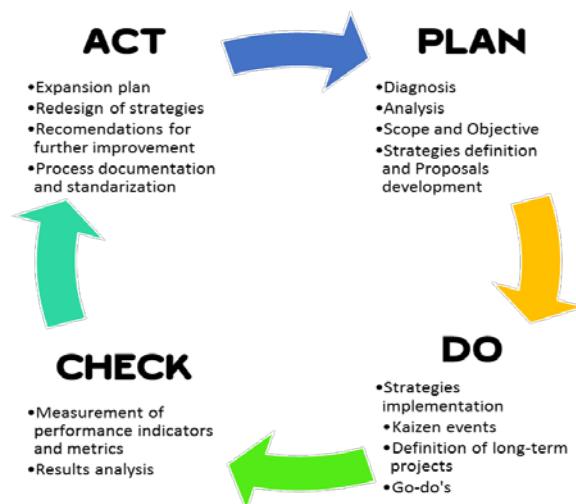 ACT
•Expansion plan
•Redesign of strategies
•Recomendations for
further improvement
•Process documentation
and standarization
PLAN
•Diagnosis
•Analysis
•Scope and Objective
•Strategies definition
and Proposals
development
DO
•Strategies
implementation
•Kaizen events
•Definition of long-term
projects
•Go-do's
CHECK
•Measurement of
performance indicators
and metrics
•Results analysis